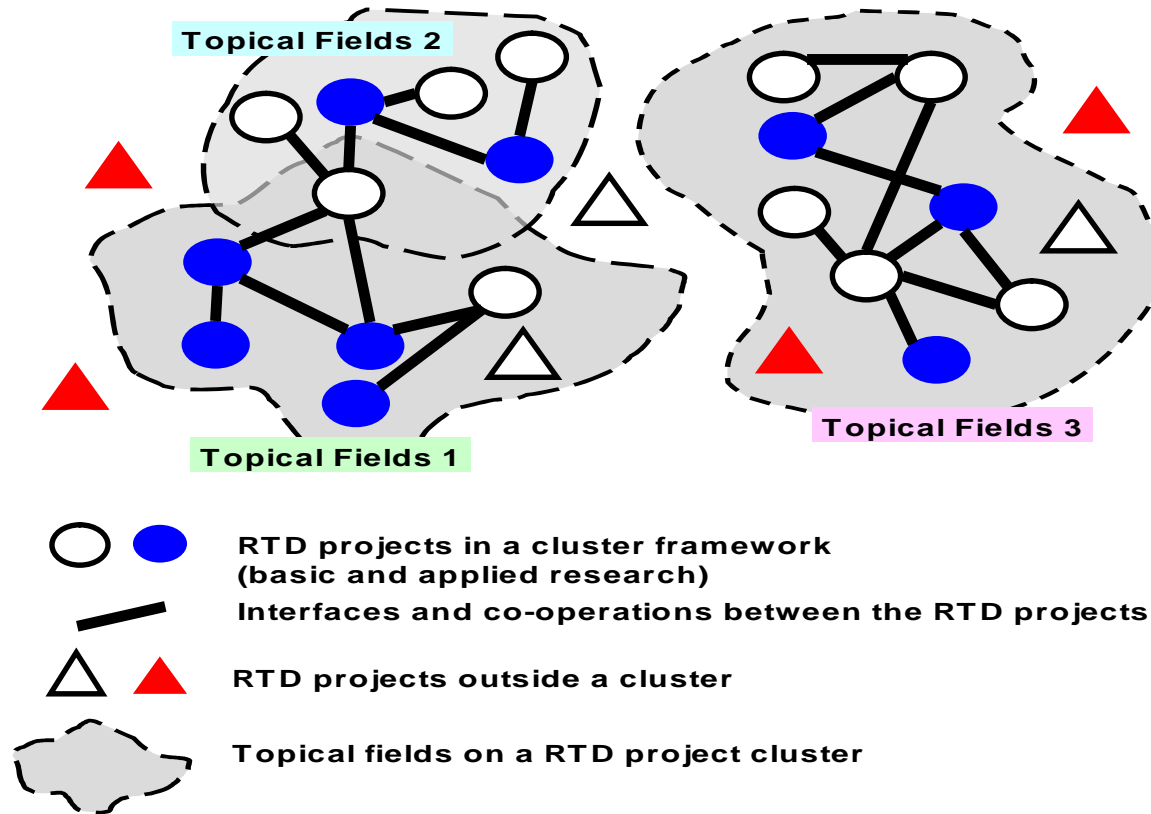 Topical Fields 2
Topical Fields 3
Topical Fields 1
RTD projects in a cluster framework
(basic and applied research)
Interfaces and co-operations between the RTD projects
RTD projects outside a cluster
Topical fields on a RTD project cluster